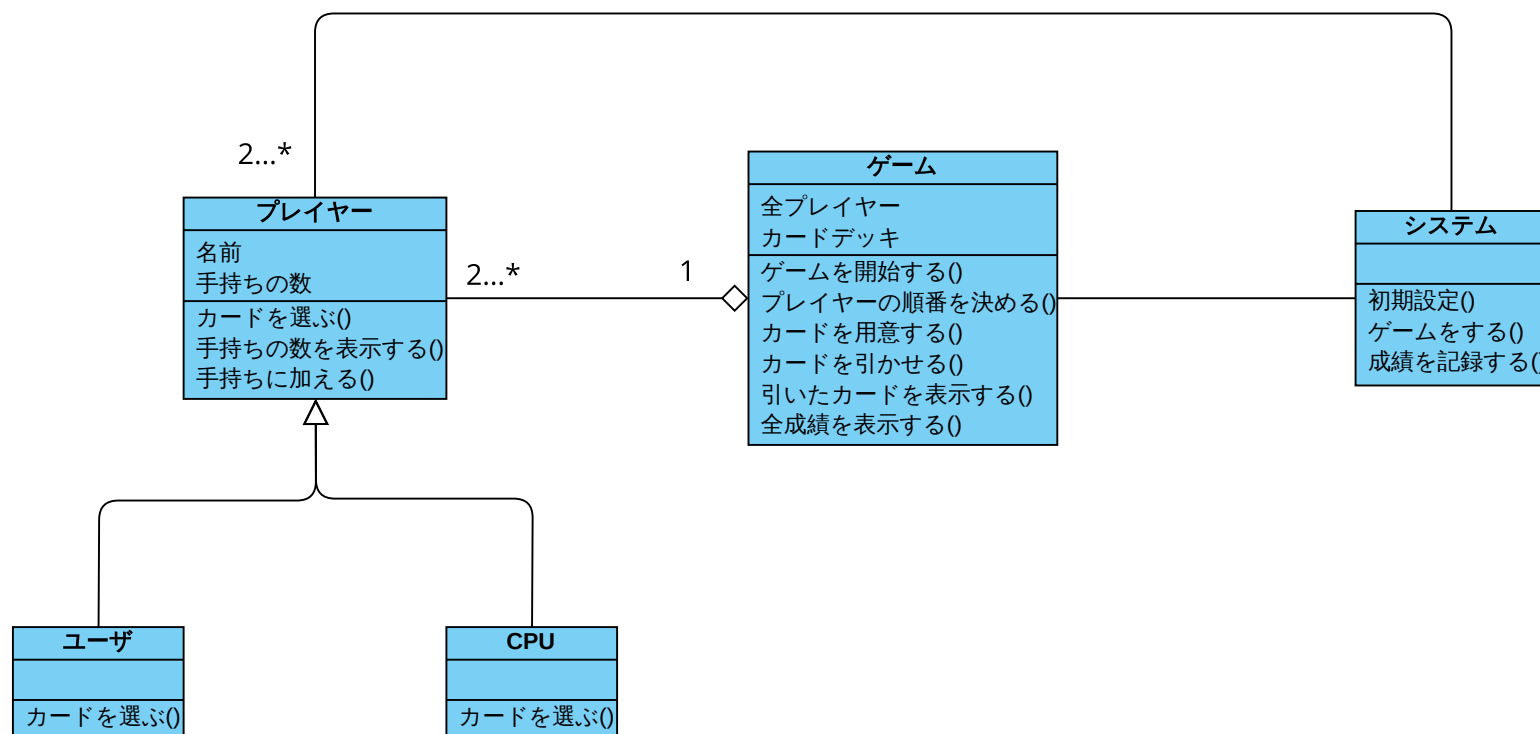 2...*
プレイヤー
名前
手持ちの数
カードを選ぶ()
手持ちの数を表示する()
手持ちに加える()
2...*
1
ゲーム
全プレイヤー
カードデッキ
ゲームを開始する()
プレイヤーの順番を決める()
カードを用意する()
カードを引かせる()
引いたカードを表示する()
全成績を表示する()
システム
初期設定()
ゲームをする()
成績を記録する()
ユーザ
カードを選ぶ()
CPU
カードを選ぶ()